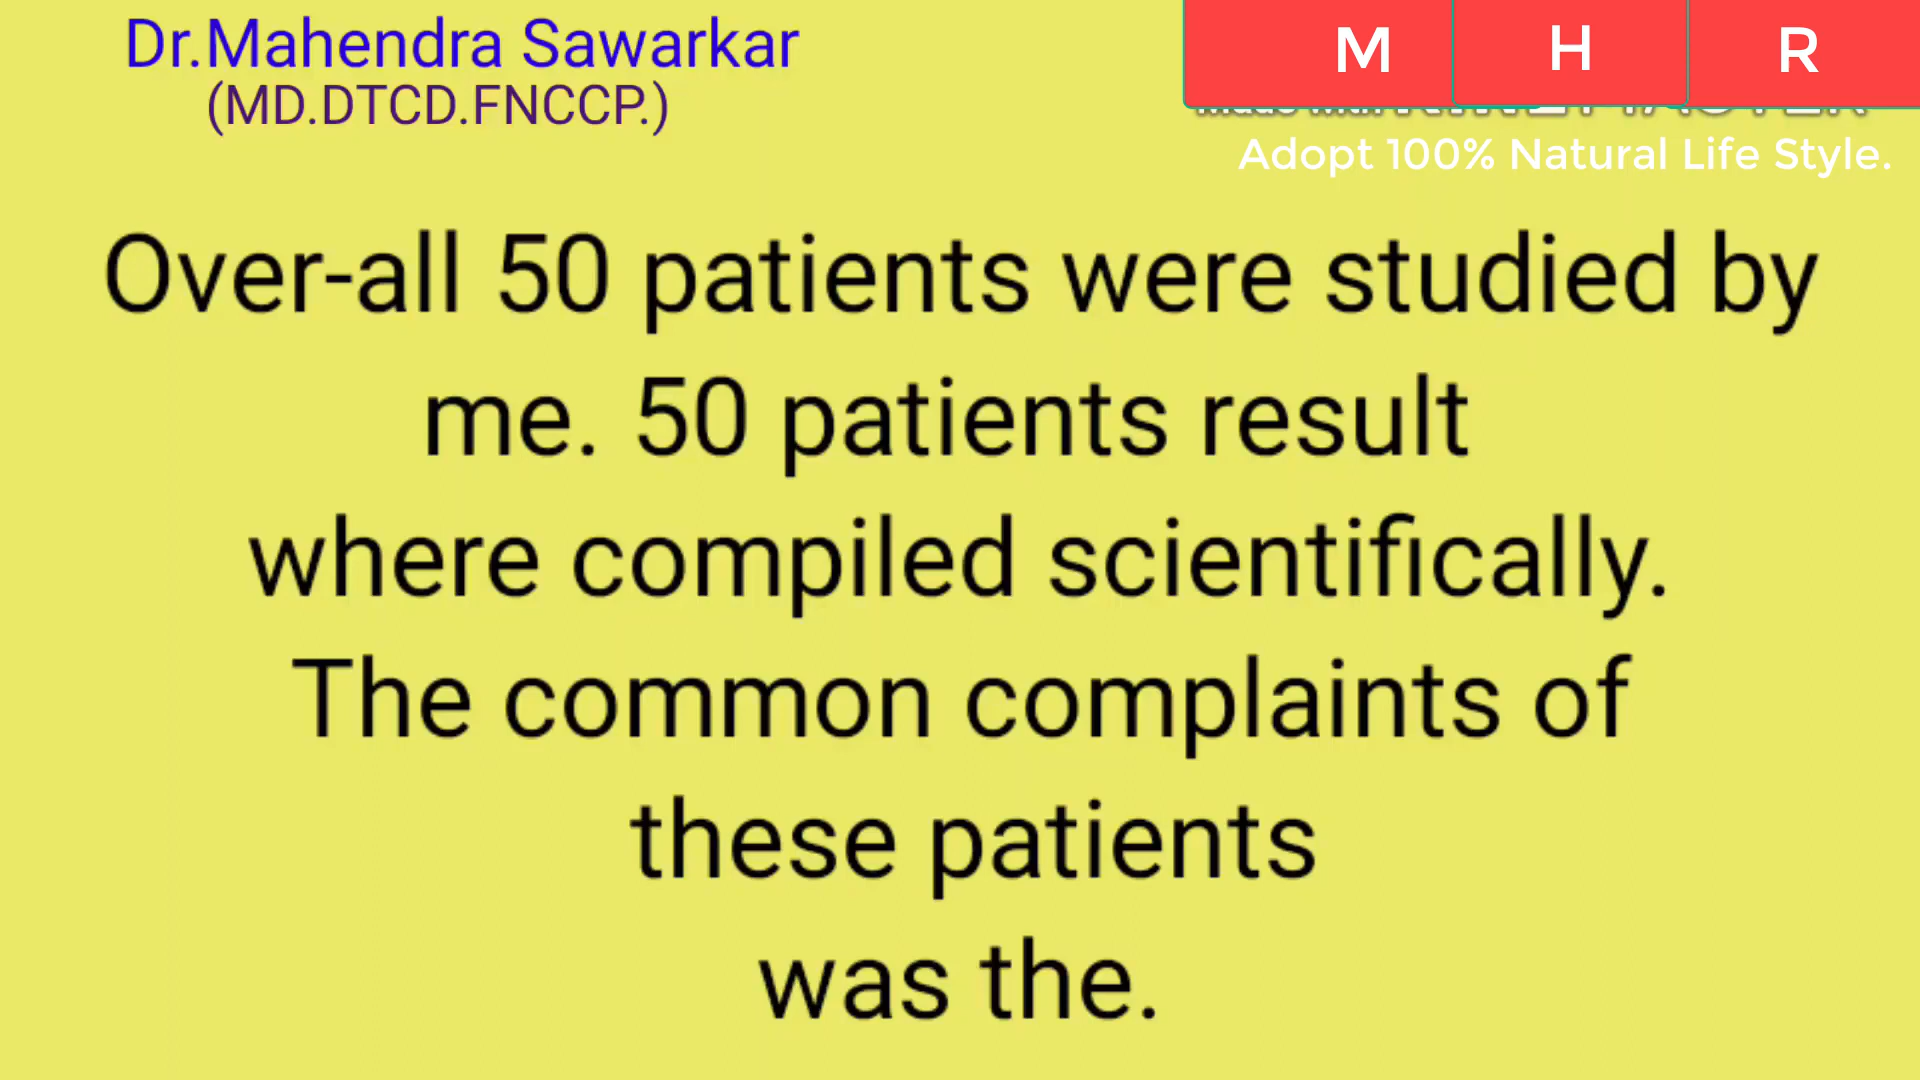 Dr.Mahendra Sawarkar
(MD.DTCD.FNCCP.)
M H R
Adopt 100% Natural Life Style.
Over-all 50 patients were studied by
me. 50 patients result
where compiled scientifically.
The common complaints of
these patients
was the.